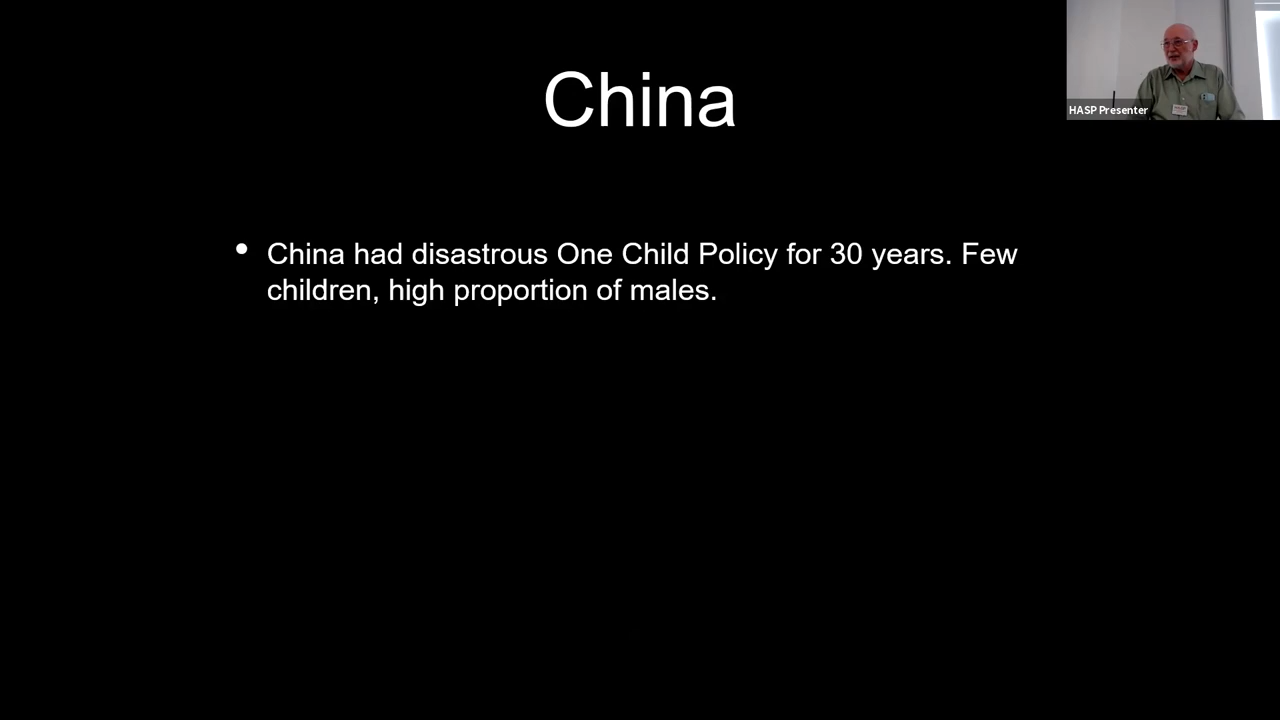 China
HASP Presenter
• China had disastrous One Child Policy for 30 years. Few
children, high proportion of males.